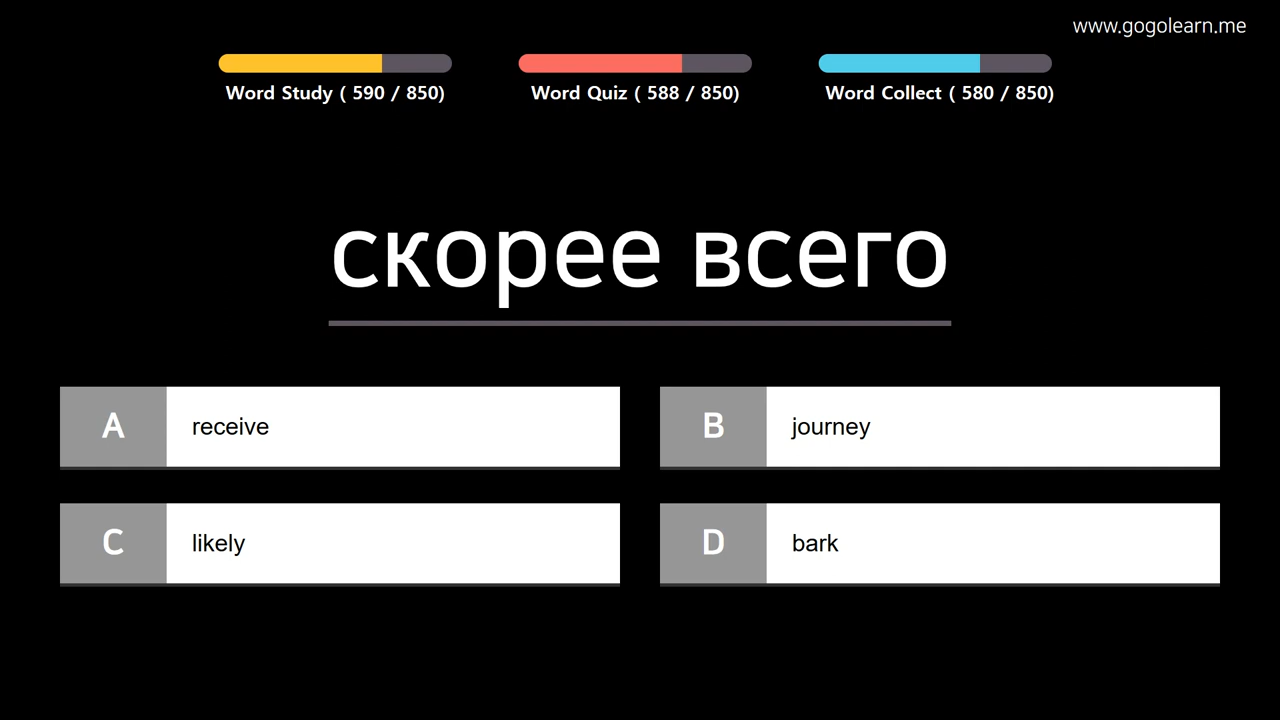 www.gogolearn.me
Word Study ( 590 / 850)
Word Quiz ( 588 / 850)
Word Collect ( 580 / 850)
скорее всего
A receive
B journey
C likely
D bark